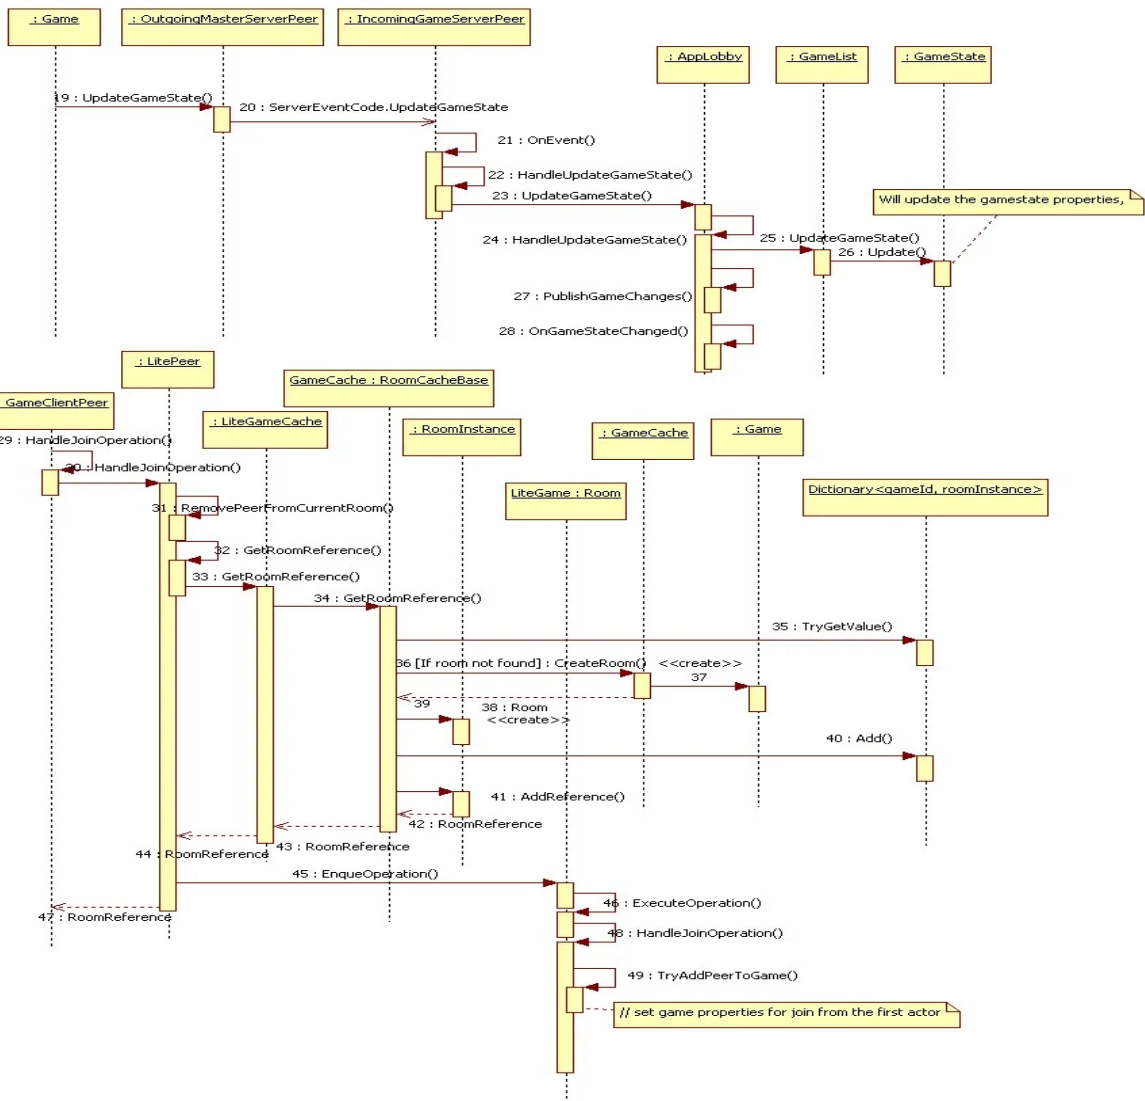 : Game
: OutgoingMasterServerPeer
: IncomingGameServerPeer
: AppLobby
: GameList
: GameState
19 : UpdateGameState()
20 : ServerEventCode.UpdateGameState
21 : OnEvent()
22 : HandleUpdateGameState()
23 : UpdateGameState()
Will update the gamestate properties,
24 : HandleUpdateGameState()
25 : UpdateGameState()
26 : Update()
27 : PublishGameChanges()
28 : OnGameStateChanged()
: LitePeer
GameCache : RoomCacheBase
GameClientPeer
: LiteGameCache
: RoomInstance
: GameCache
: Game
29 : HandleJoinOperation()
30 : HandleJoinOperation()
LiteGame : Room
Dictionary<gameId, roomInstance>
31 : RemovePeerFromCurrentRoom()
32 : GetRoomReference()
33 : GetRoomReference()
34 : GetRoomReference()
35 : TryGetValue()
36 [If room not found] : CreateRoom()
<<create>>
37
39
38 : Room
<<create>>
40 : Add()
41 : AddReference()
42 : RoomReference
43 : RoomReference
44 : RoomReference
45 : EnqueOperation()
46 : ExecuteOperation()
47 : RoomReference
48 : HandleJoinOperation()
49 : TryAddPeerToGame()
// set game properties for join from the first actor